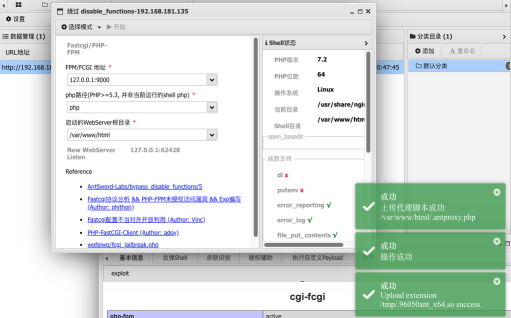 设置
绕过 disable_functions-192.168.181.135
选择模式
开始
数据管理 (1)
URL地址
http://192.168.18
0:47:45
分类目录 (1)
添加
重命名
默认分类
Fastcgi/PHP-
FPM
FPM/FCGI 地址 *
127.0.0.1:9000
php路径(PHP>=5.3, 并非当前运行的shell php) *
php
启动的WebServer根目录 *
/var/www/html
New WebServer
Listen
127.0.0.1:62428
Reference
AntSword-Labs/bypass_disable_functions/5
Fastcgi协议分析 && PHP-FPM未授权访问漏洞 && Exp编写
(Author: phithon)
Fastcgi配置不当对外开放利用 (Author: Vinc)
PHP-FastCGI-Client (Author: adoy)
wofeiwo/fcgi_jailbreak.php
Shell状态
PHP版本 7.2
PHP位数 64
操作系统 Linux
当前目录 /usr/share/ngi
Shell目录 /var/www/htm
open_basedir
函数支持
dl x
putenv x
error_reporting √
error_log √
file_put_contents √
成功
上传代理脚本成功:
/var/www/html/.antproxy.php
成功
操作成功
成功
Upload extension
/tmp/.96050ant_x64.so success.
基本信息
反弹Shell
提权辅助
执行自定义Payload
exploit
cgi-fcgi
php-fpm
active